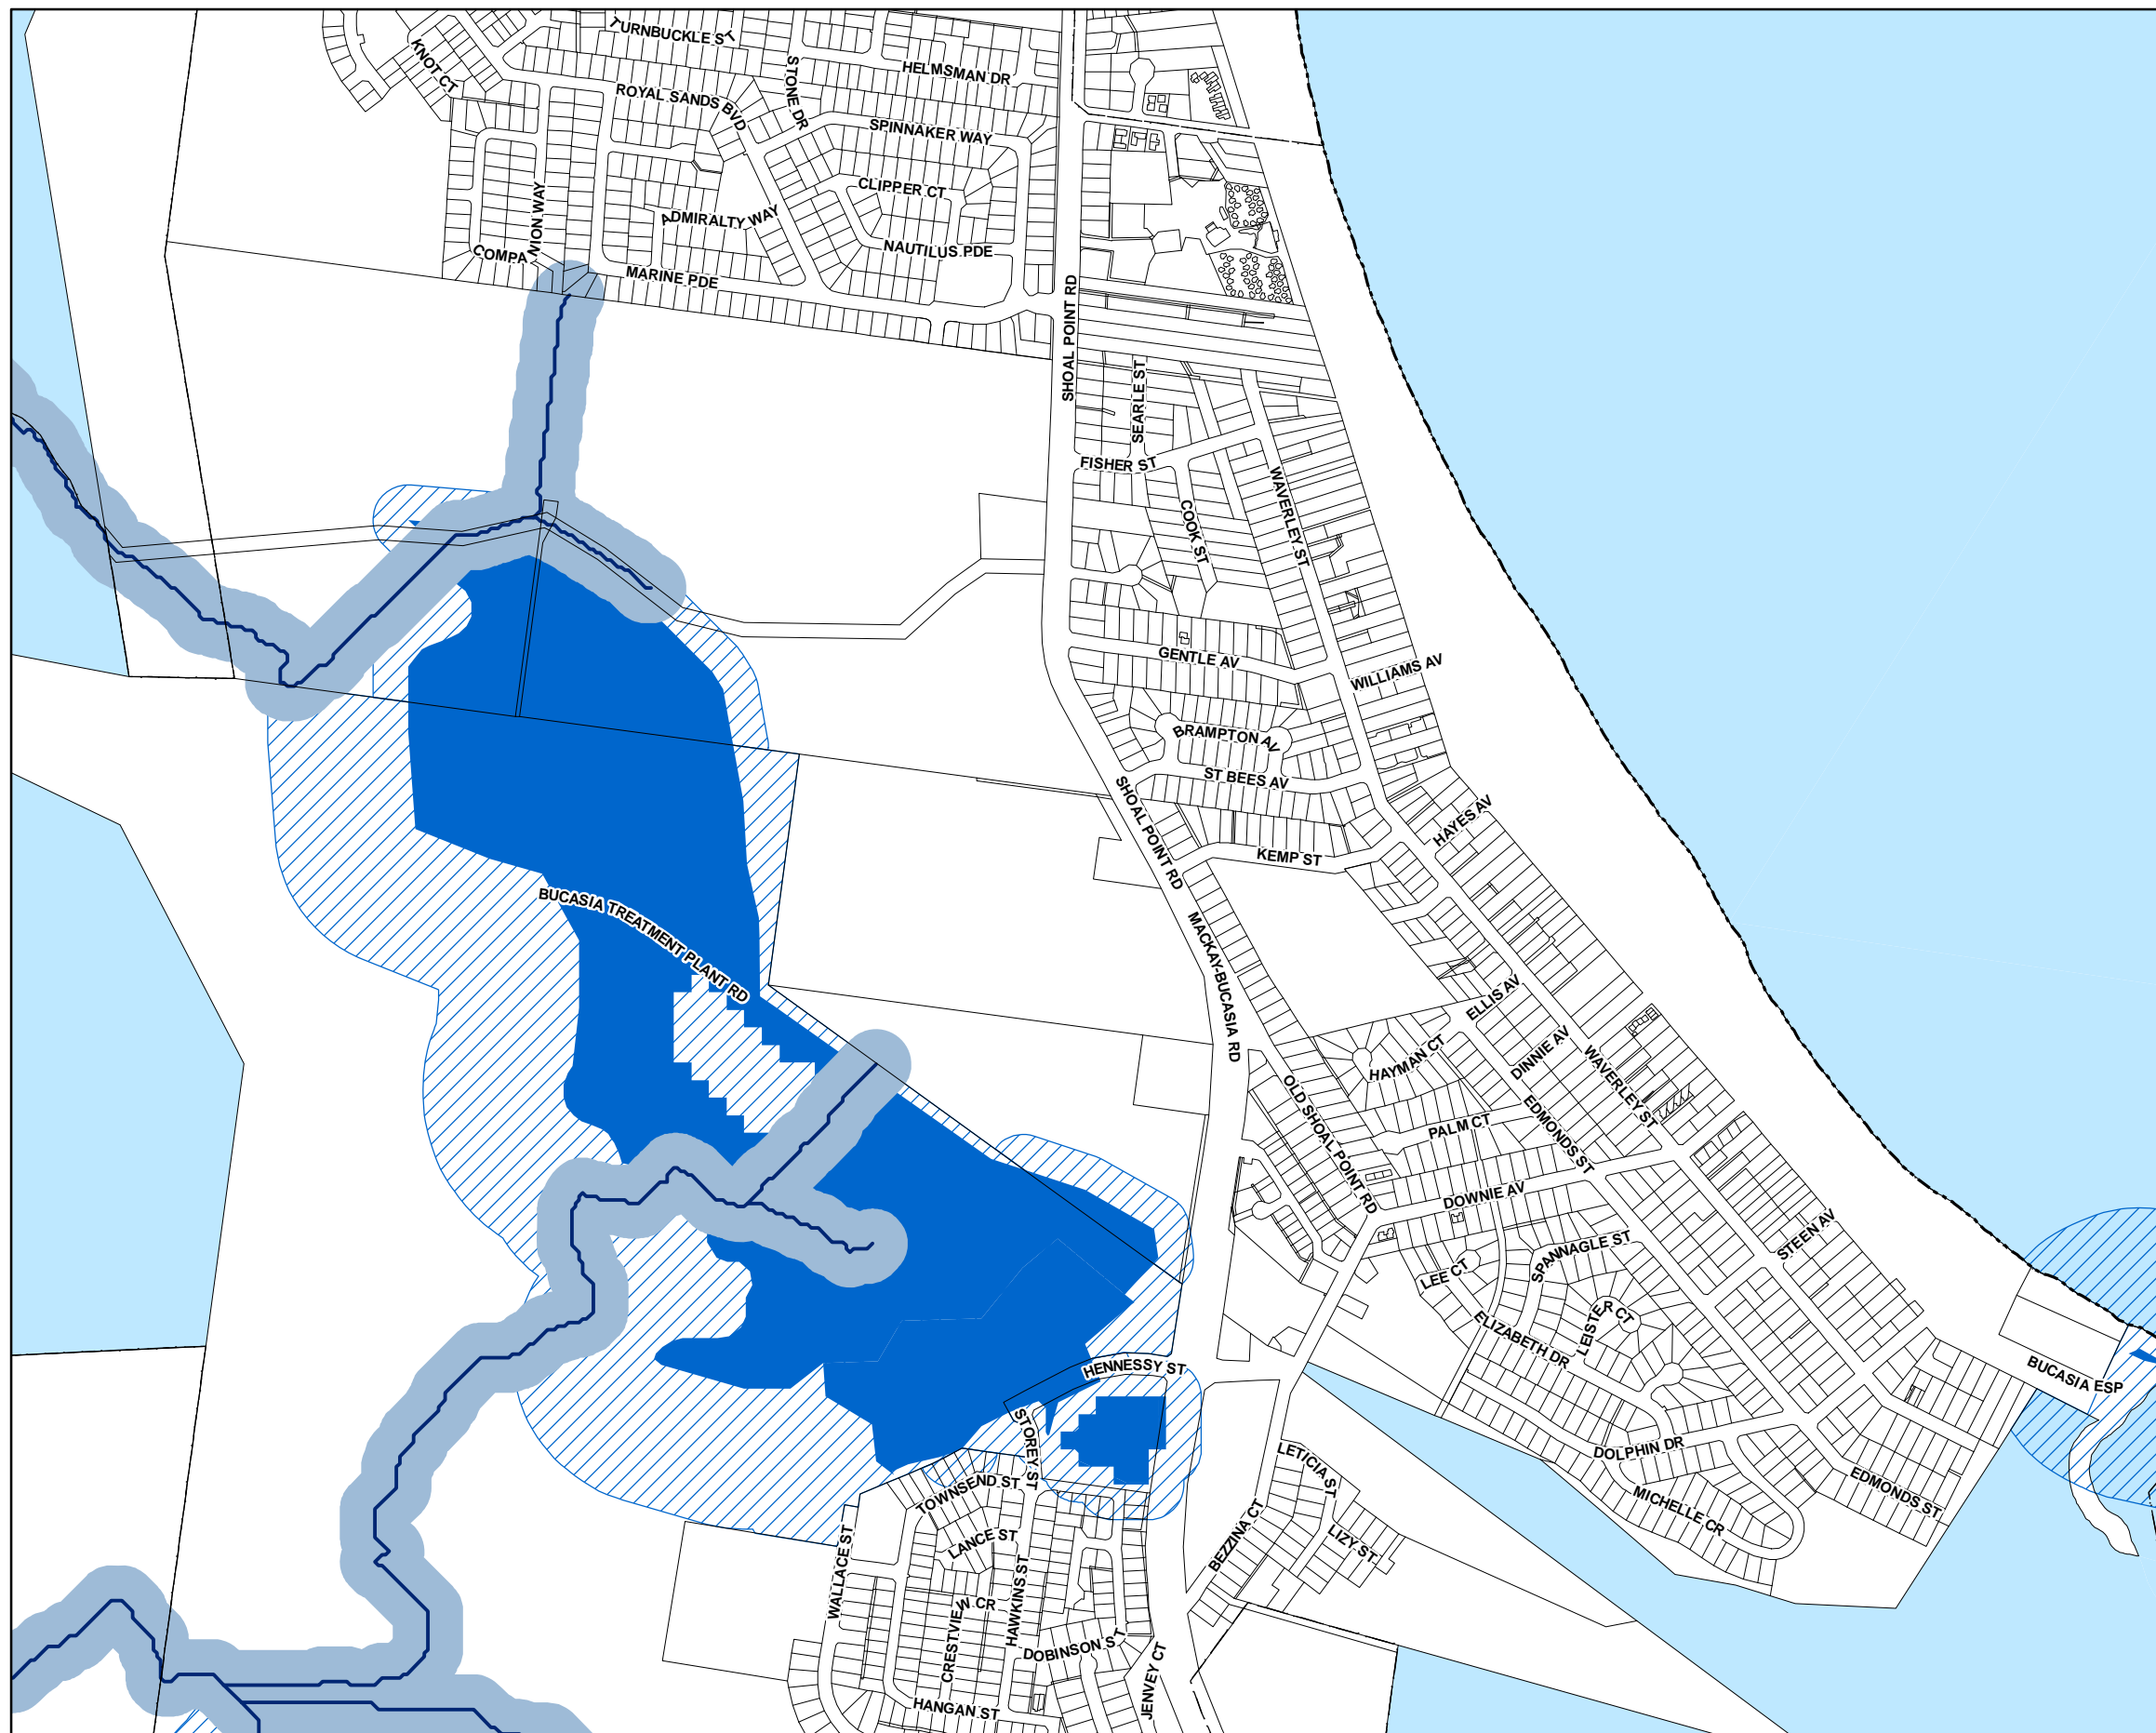 TURNBUCKLE ST
KNOT CT
STONE DR
HELMSMAN DR
ROYAL SANDS BVD
SPINNAKER WAY
CLIPPER CT
ADMIRALTY WAY
COMPANION WAY
NAUTILUS PDE
MARINE PDE
SHOAL POINT RD
SEARLE ST
FISHER ST
WAVERLEY ST
COOK ST
GENTLE AV
WILLIAMS AV
BRAMPTON AV
ST BEES AV
SHOAL POINT RD
HAYES AV
KEMP ST
BUCASIA TREATMENT PLANT RD
MACKAY-BUCASIA RD
ELLIS AV
HAYMAN CT
DINNIE AV
WAVERLEY ST
OLD SHOAL POINT RD
EDMONDS ST
PALM CT
DOWNIE AV
STEEN AV
SPANNAGLE ST
LEE CT
LEISTER CT
ELIZABETH DR
HENNESSY ST
BUCASIA ESP
STOREY ST
DOLPHIN DR
LETICIA ST
TOWNSEND ST
EDMONDS ST
MICHELLE CR
BEZZINA CT
LANCE ST
LIZY ST
WALLACE ST
HAWKINS ST
CRESTVIEW CR
DOBINSON ST
JENVEY CT
HANGAN ST